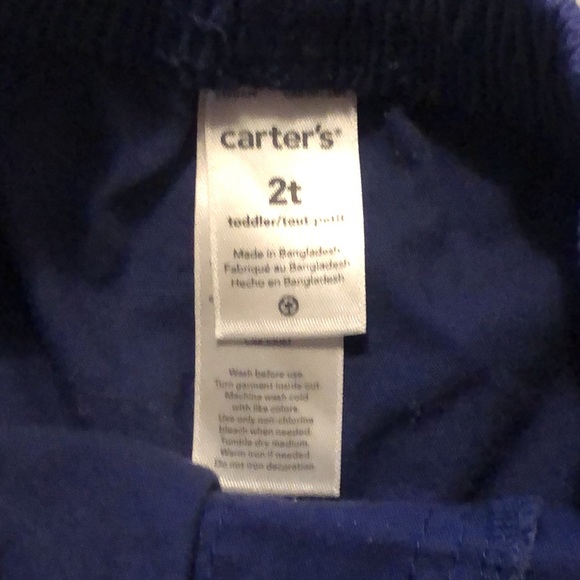 carter's®
2t
toddler/tout-petit
Made in Bangladesh
Fabriqué au Bangladesh
Hecho en Bangladesh
Wash before use.
Turn garment inside out.
Machine wash cold
with like colors.
Use only non-chlorine
bleach when needed.
Tumble dry medium.
Warm iron if needed.
Do not iron decoration.